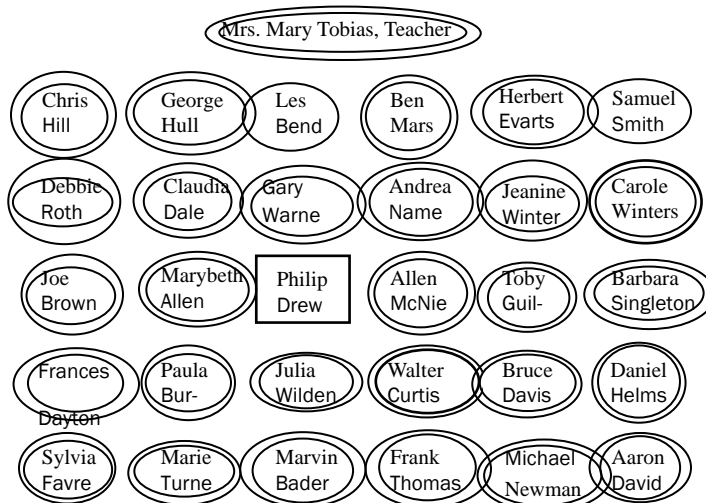 Mrs. Mary Tobias, Teacher
Chris
Hill
George
Hull
Les
Bend
Ben
Mars
Herbert
Evarts
Samuel
Smith
Debbie
Roth
Claudia
Dale
Gary
Warne
Andrea
Name
Jeanine
Winter
Carole
Winters
Joe
Brown
Marybeth
Allen
Philip
Drew
Allen
McNie
Toby
Guil-
Barbara
Singleton
Frances
Dayton
Paula
Bur-
Julia
Wilden
Walter
Curtis
Bruce
Davis
Daniel
Helms
Sylvia
Favre
Marie
Turne
Marvin
Bader
Frank
Thomas
Michael
Newman
Aaron
David